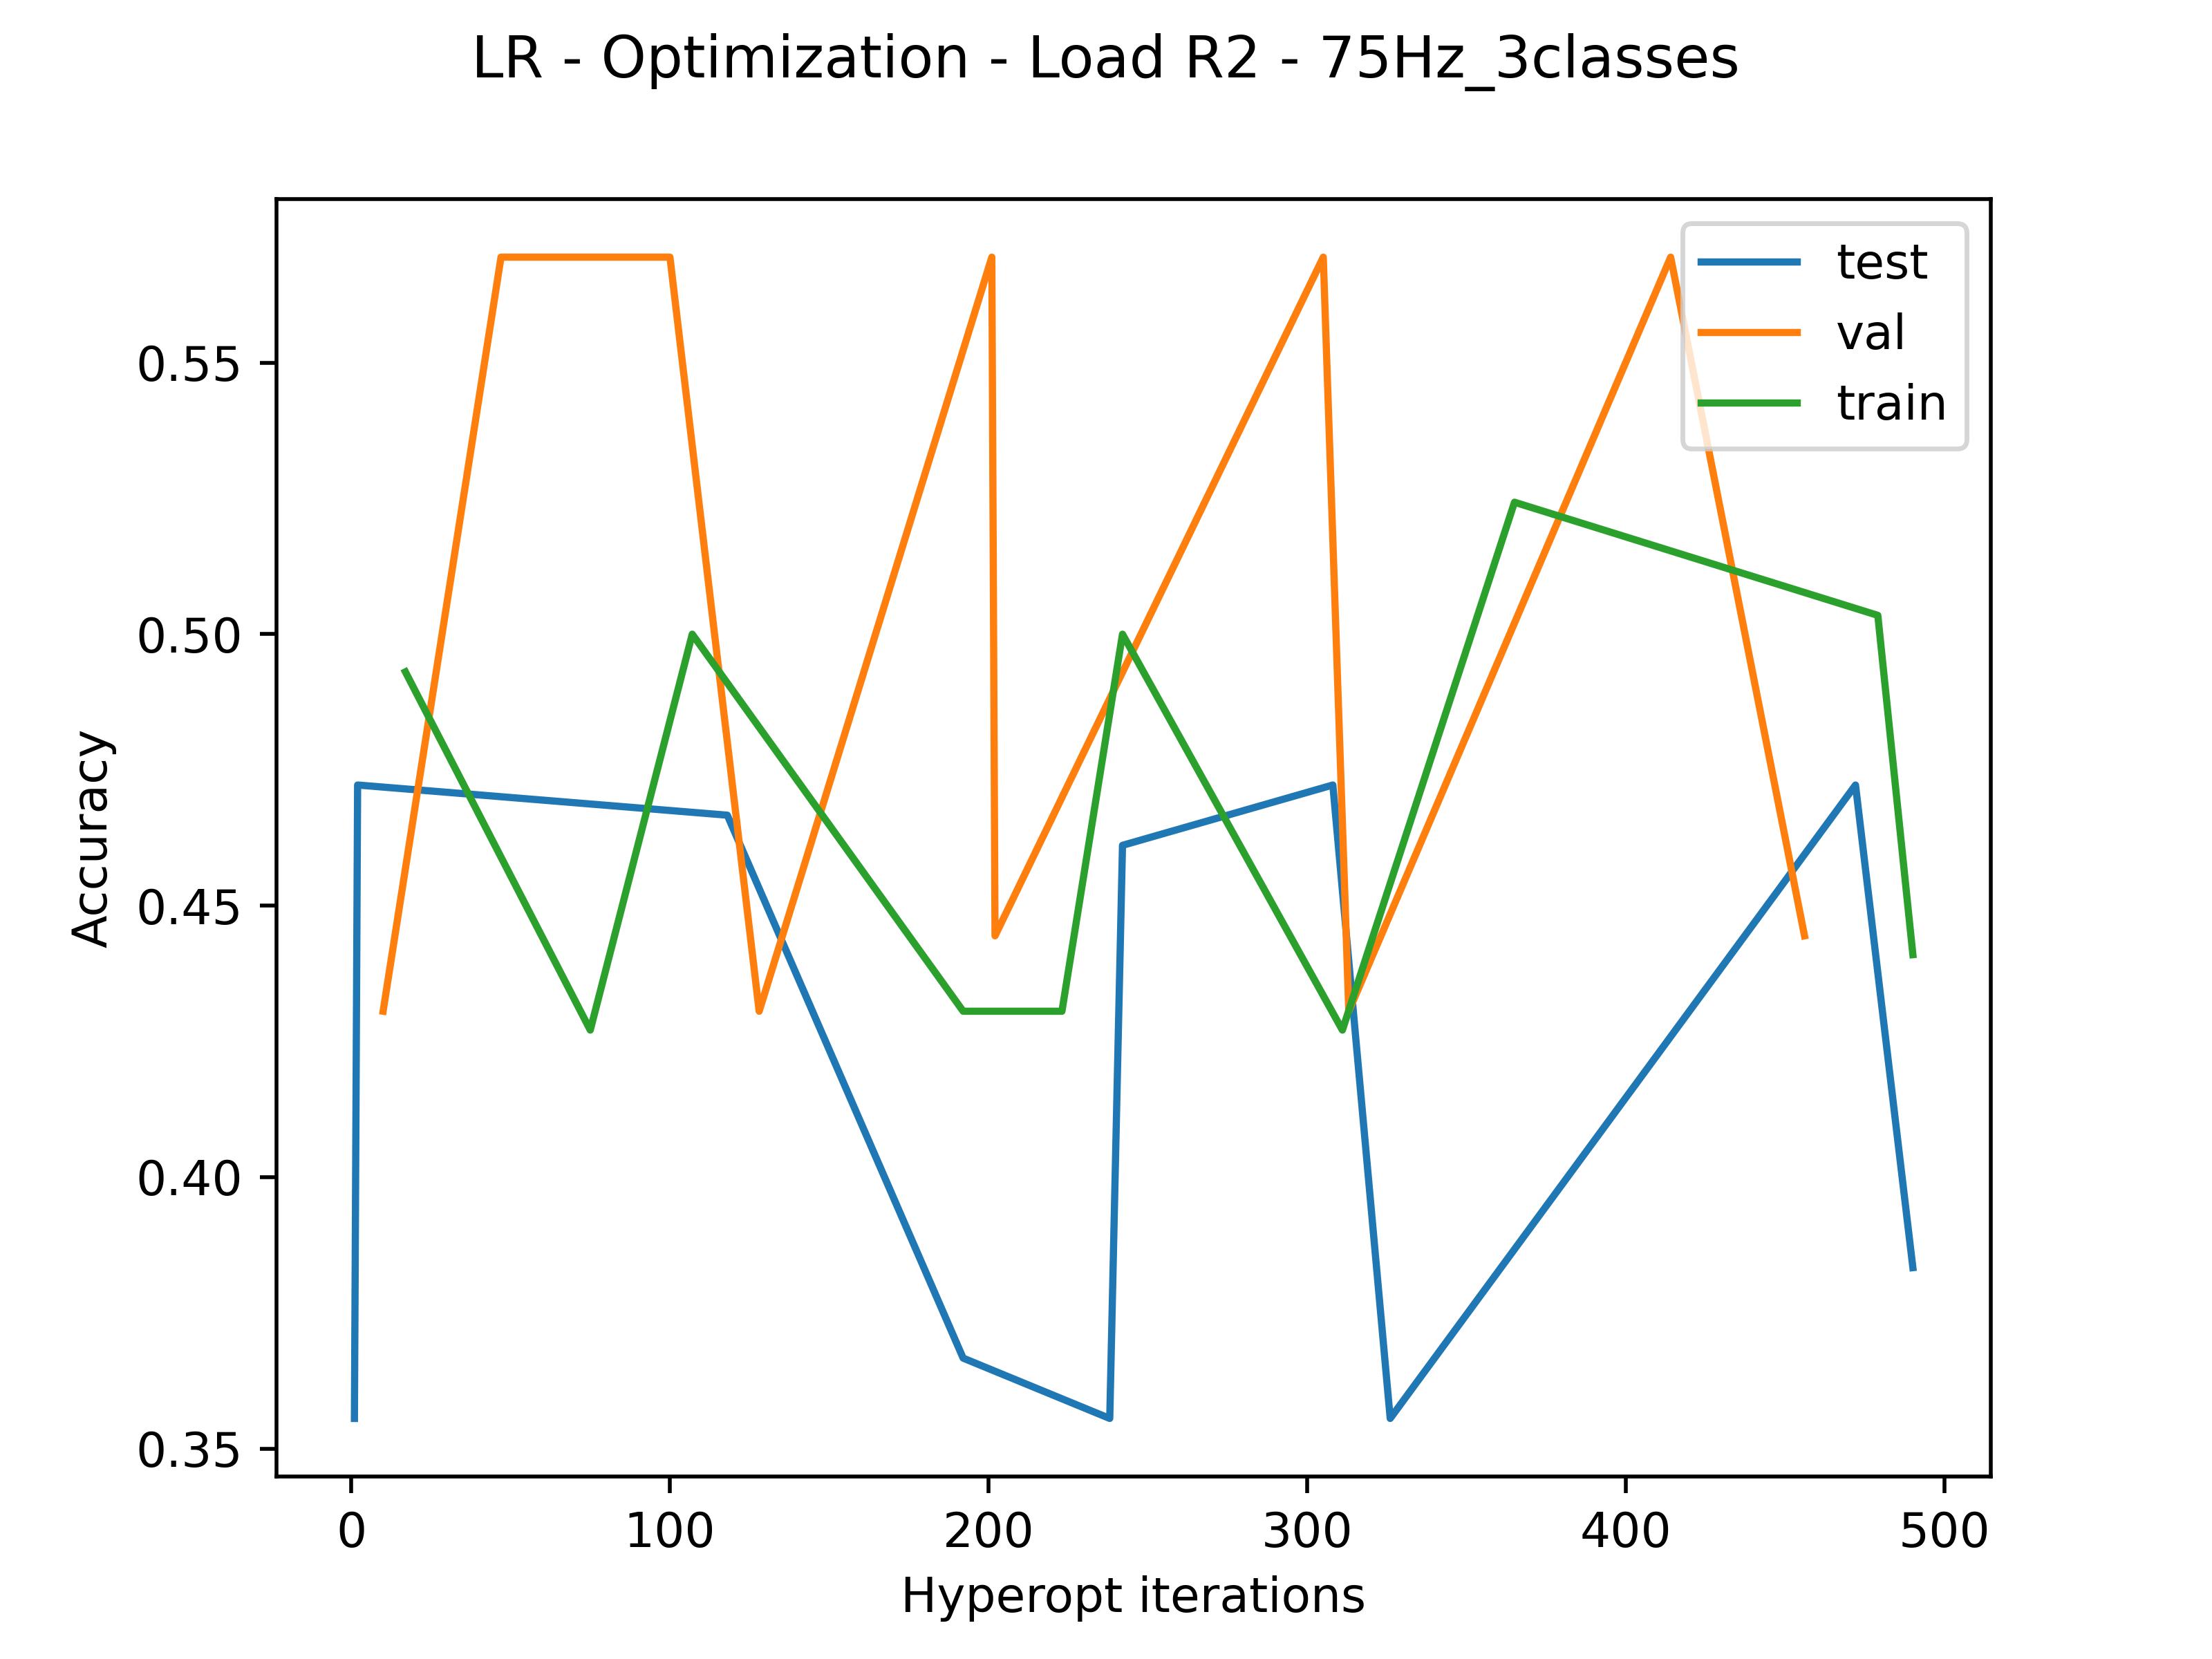 LR - Optimization - Load R2 - 75Hz_3classes
test
val
train
0.55
0.50
0.45
0.40
0.35
Accuracy
0 100 200 300 400 500
Hyperopt iterations